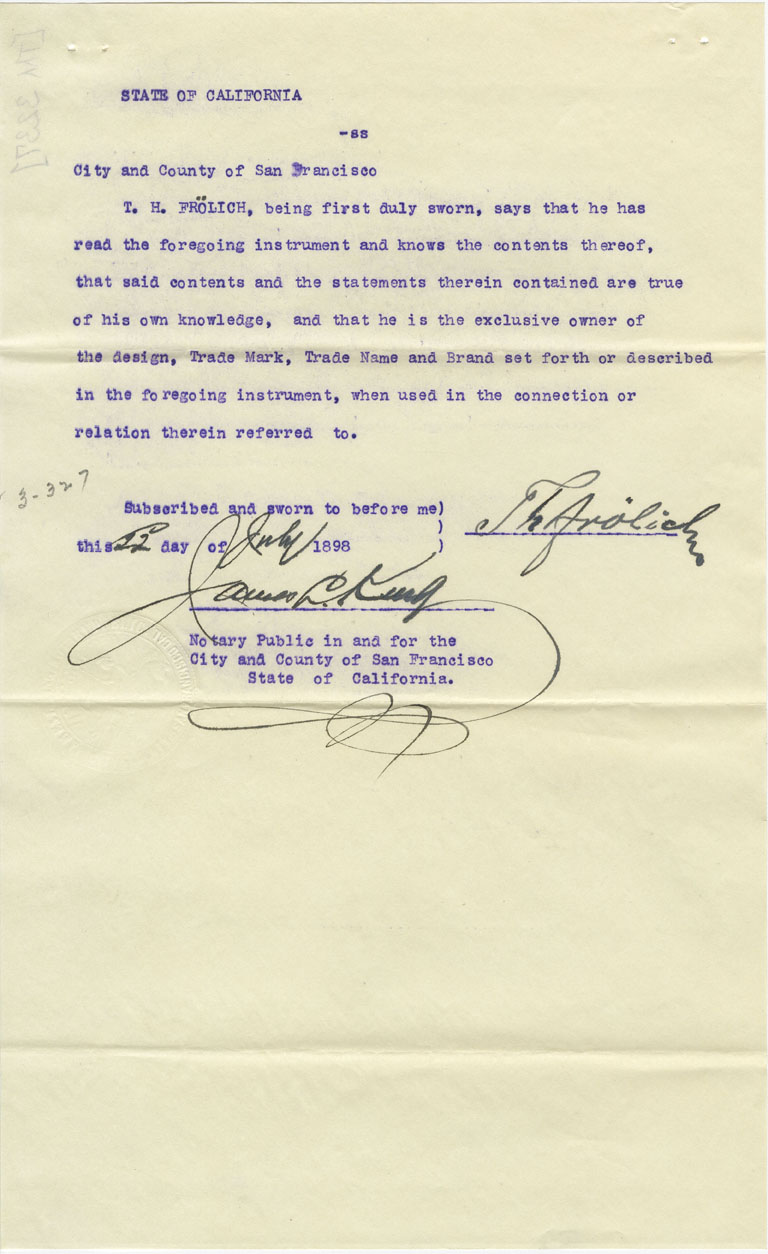 STATE OF CALIFORNIA
-ss
City and County of San Francisco
T. H. FRÖLICH, being first duly sworn, says that he has
read the foregoing instrument and knows the contents thereof,
that said contents and the statements therein contained are true
of his own knowledge, and that he is the exclusive owner of
the design, Trade Mark, Trade Name and Brand set forth or described
in the foregoing instrument, when used in the connection or
relation therein referred to.
3-327
Subscribed and sworn to before me)
)
this 22 day of July 1898 )
Th Frölich
James L. King
Notary Public in and for the
City and County of San Francisco
State of California.